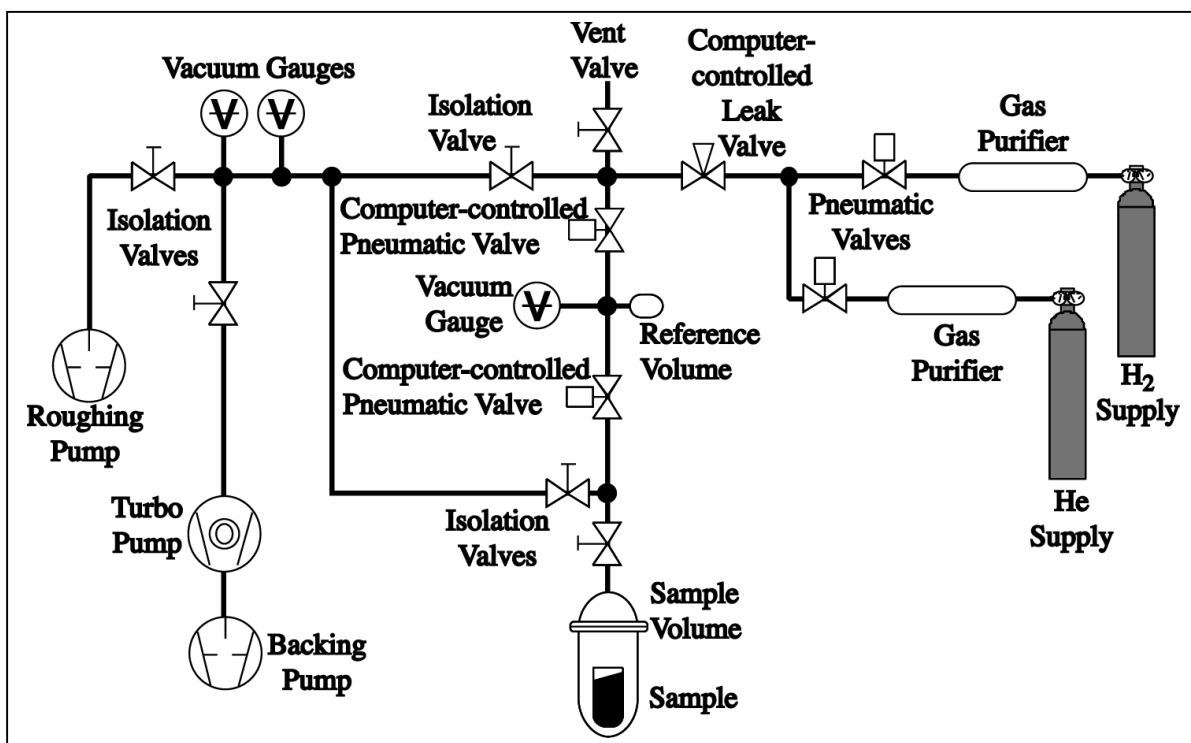 Vacuum Gauges
V
V
Isolation
Valves
Roughing
Pump
Turbo
Pump
Backing
Pump
Isolation
Valve
Vent
Valve
Computer-
controlled
Leak
Valve
Computer-controlled
Pneumatic Valve
Vacuum
Gauge
V
Reference
Volume
Computer-controlled
Pneumatic Valve
Isolation
Valves
Sample
Volume
Sample
Pneumatic
Valves
Gas
Purifier
Gas
Purifier
H2
Supply
He
Supply